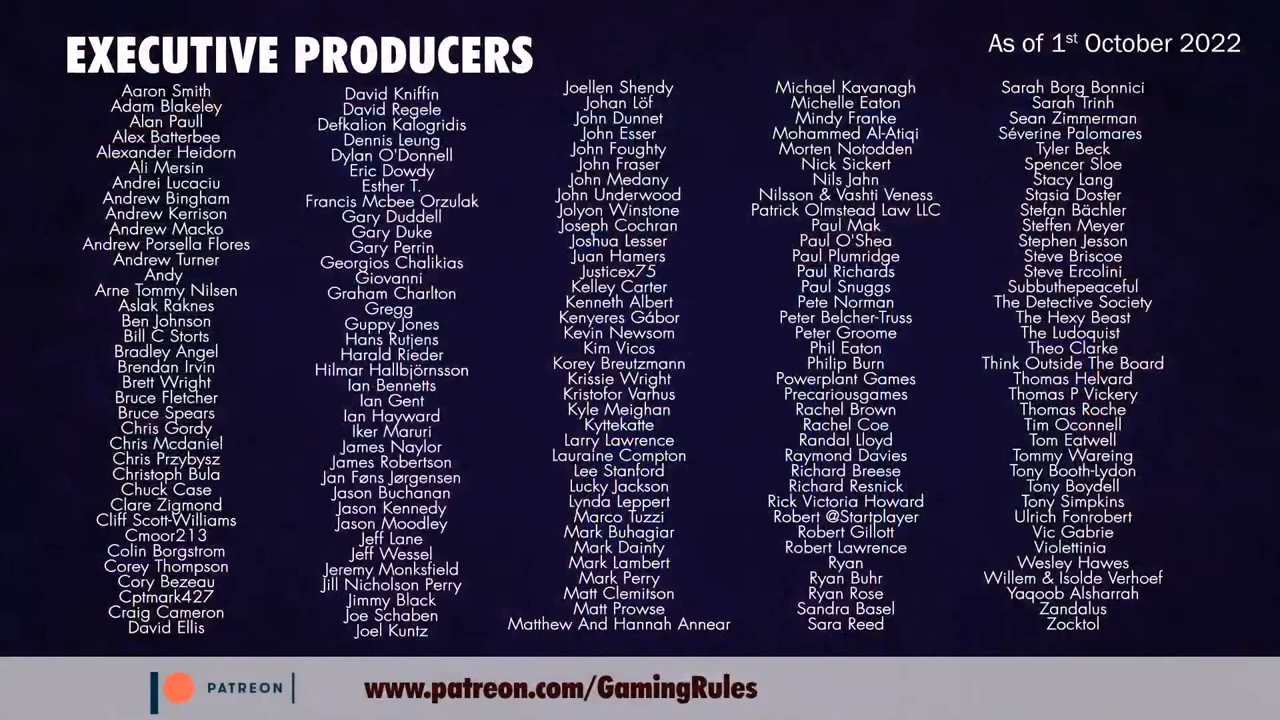 EXECUTIVE PRODUCERS
As of 1st October 2022
Aaron Smith
Adam Blakeley
Alan Paull
Alex Batterbee
Alexander Heidorn
Ali Mersin
Andrei Lucaciu
Andrew Bingham
Andrew Kerrison
Andrew Macko
Andrew Porsella Flores
Andrew Turner
Andy
Arne Tommy Nilsen
Aslak Raknes
Ben Johnson
Bill C Storts
Bradley Angel
Brendan Irvin
Brett Wright
Bruce Fletcher
Bruce Spears
Chris Gordy
Chris Mcdaniel
Chris Przybysz
Christoph Bula
Chuck Case
Clare Zigmond
Cliff Scott-Williams
Cmoor213
Colin Borgstrom
Corey Thompson
Cory Bezeau
Cptmark427
Craig Cameron
David Ellis
David Kniffin
David Regele
Defkalion Kalogridis
Dennis Leung
Dylan O'Donnell
Eric Dowdy
Esther T.
Francis Mcbee Orzulak
Gary Duddell
Gary Duke
Gary Perrin
Georgios Chalikias
Giovanni
Graham Charlton
Gregg
Guppy Jones
Hans Rutjens
Harald Rieder
Hilmar Hallbjörnsson
Ian Bennetts
Ian Gent
Ian Hayward
Iker Maruri
James Naylor
James Robertson
Jan Føns Jørgensen
Jason Buchanan
Jason Kennedy
Jason Moodley
Jeff Lane
Jeff Wessel
Jeremy Monksfield
Jill Nicholson Perry
Jimmy Black
Joe Schaben
Joel Kuntz
Joellen Shendy
Johan Löf
John Dunnet
John Esser
John Foughty
John Fraser
John Medany
John Underwood
Jolyon Winstone
Joseph Cochran
Joshua Lesser
Juan Hamers
Justicex75
Kelley Carter
Kenneth Albert
Kenyeres Gábor
Kevin Newsom
Kim Vicos
Korey Breutzmann
Krissie Wright
Kristofor Varhus
Kyle Meighan
Kyttekatte
Larry Lawrence
Lauraine Compton
Lee Stanford
Lucky Jackson
Lynda Leppert
Marco Tuzzi
Mark Buhagiar
Mark Dainty
Mark Lambert
Mark Perry
Matt Clemitson
Matt Prowse
Matthew And Hannah Annear
Michael Kavanagh
Michelle Eaton
Mindy Franke
Mohammed Al-Atiqi
Morten Notodden
Nick Sickert
Nils Jahn
Nilsson & Vashti Veness
Patrick Olmstead Law LLC
Paul Mak
Paul O'Shea
Paul Plumridge
Paul Richards
Paul Snuggs
Pete Norman
Peter Belcher-Truss
Peter Groome
Phil Eaton
Philip Burn
Powerplant Games
Precariousgames
Rachel Brown
Rachel Coe
Randal Lloyd
Raymond Davies
Richard Breese
Richard Resnick
Rick Victoria Howard
Robert @Startplayer
Robert Gillott
Robert Lawrence
Ryan
Ryan Buhr
Ryan Rose
Sandra Basel
Sara Reed
Sarah Borg Bonnici
Sarah Trinh
Sean Zimmerman
Séverine Palomares
Tyler Beck
Spencer Sloe
Stacy Lang
Stasia Doster
Stefan Bächler
Steffen Meyer
Stephen Jesson
Steve Briscoe
Steve Ercolini
Subbuthepeaceful
The Detective Society
The Hexy Beast
The Ludoquist
Theo Clarke
Think Outside The Board
Thomas Helvard
Thomas P Vickery
Thomas Roche
Tim Oconnell
Tom Eatwell
Tommy Wareing
Tony Booth-Lydon
Tony Boydell
Tony Simpkins
Ulrich Fonrobert
Vic Gabrie
Violettinia
Wesley Hawes
Willem & Isolde Verhoef
Yaqoob Alsharrah
Zandalus
Zocktol
PATREON
www.patreon.com/GamingRules